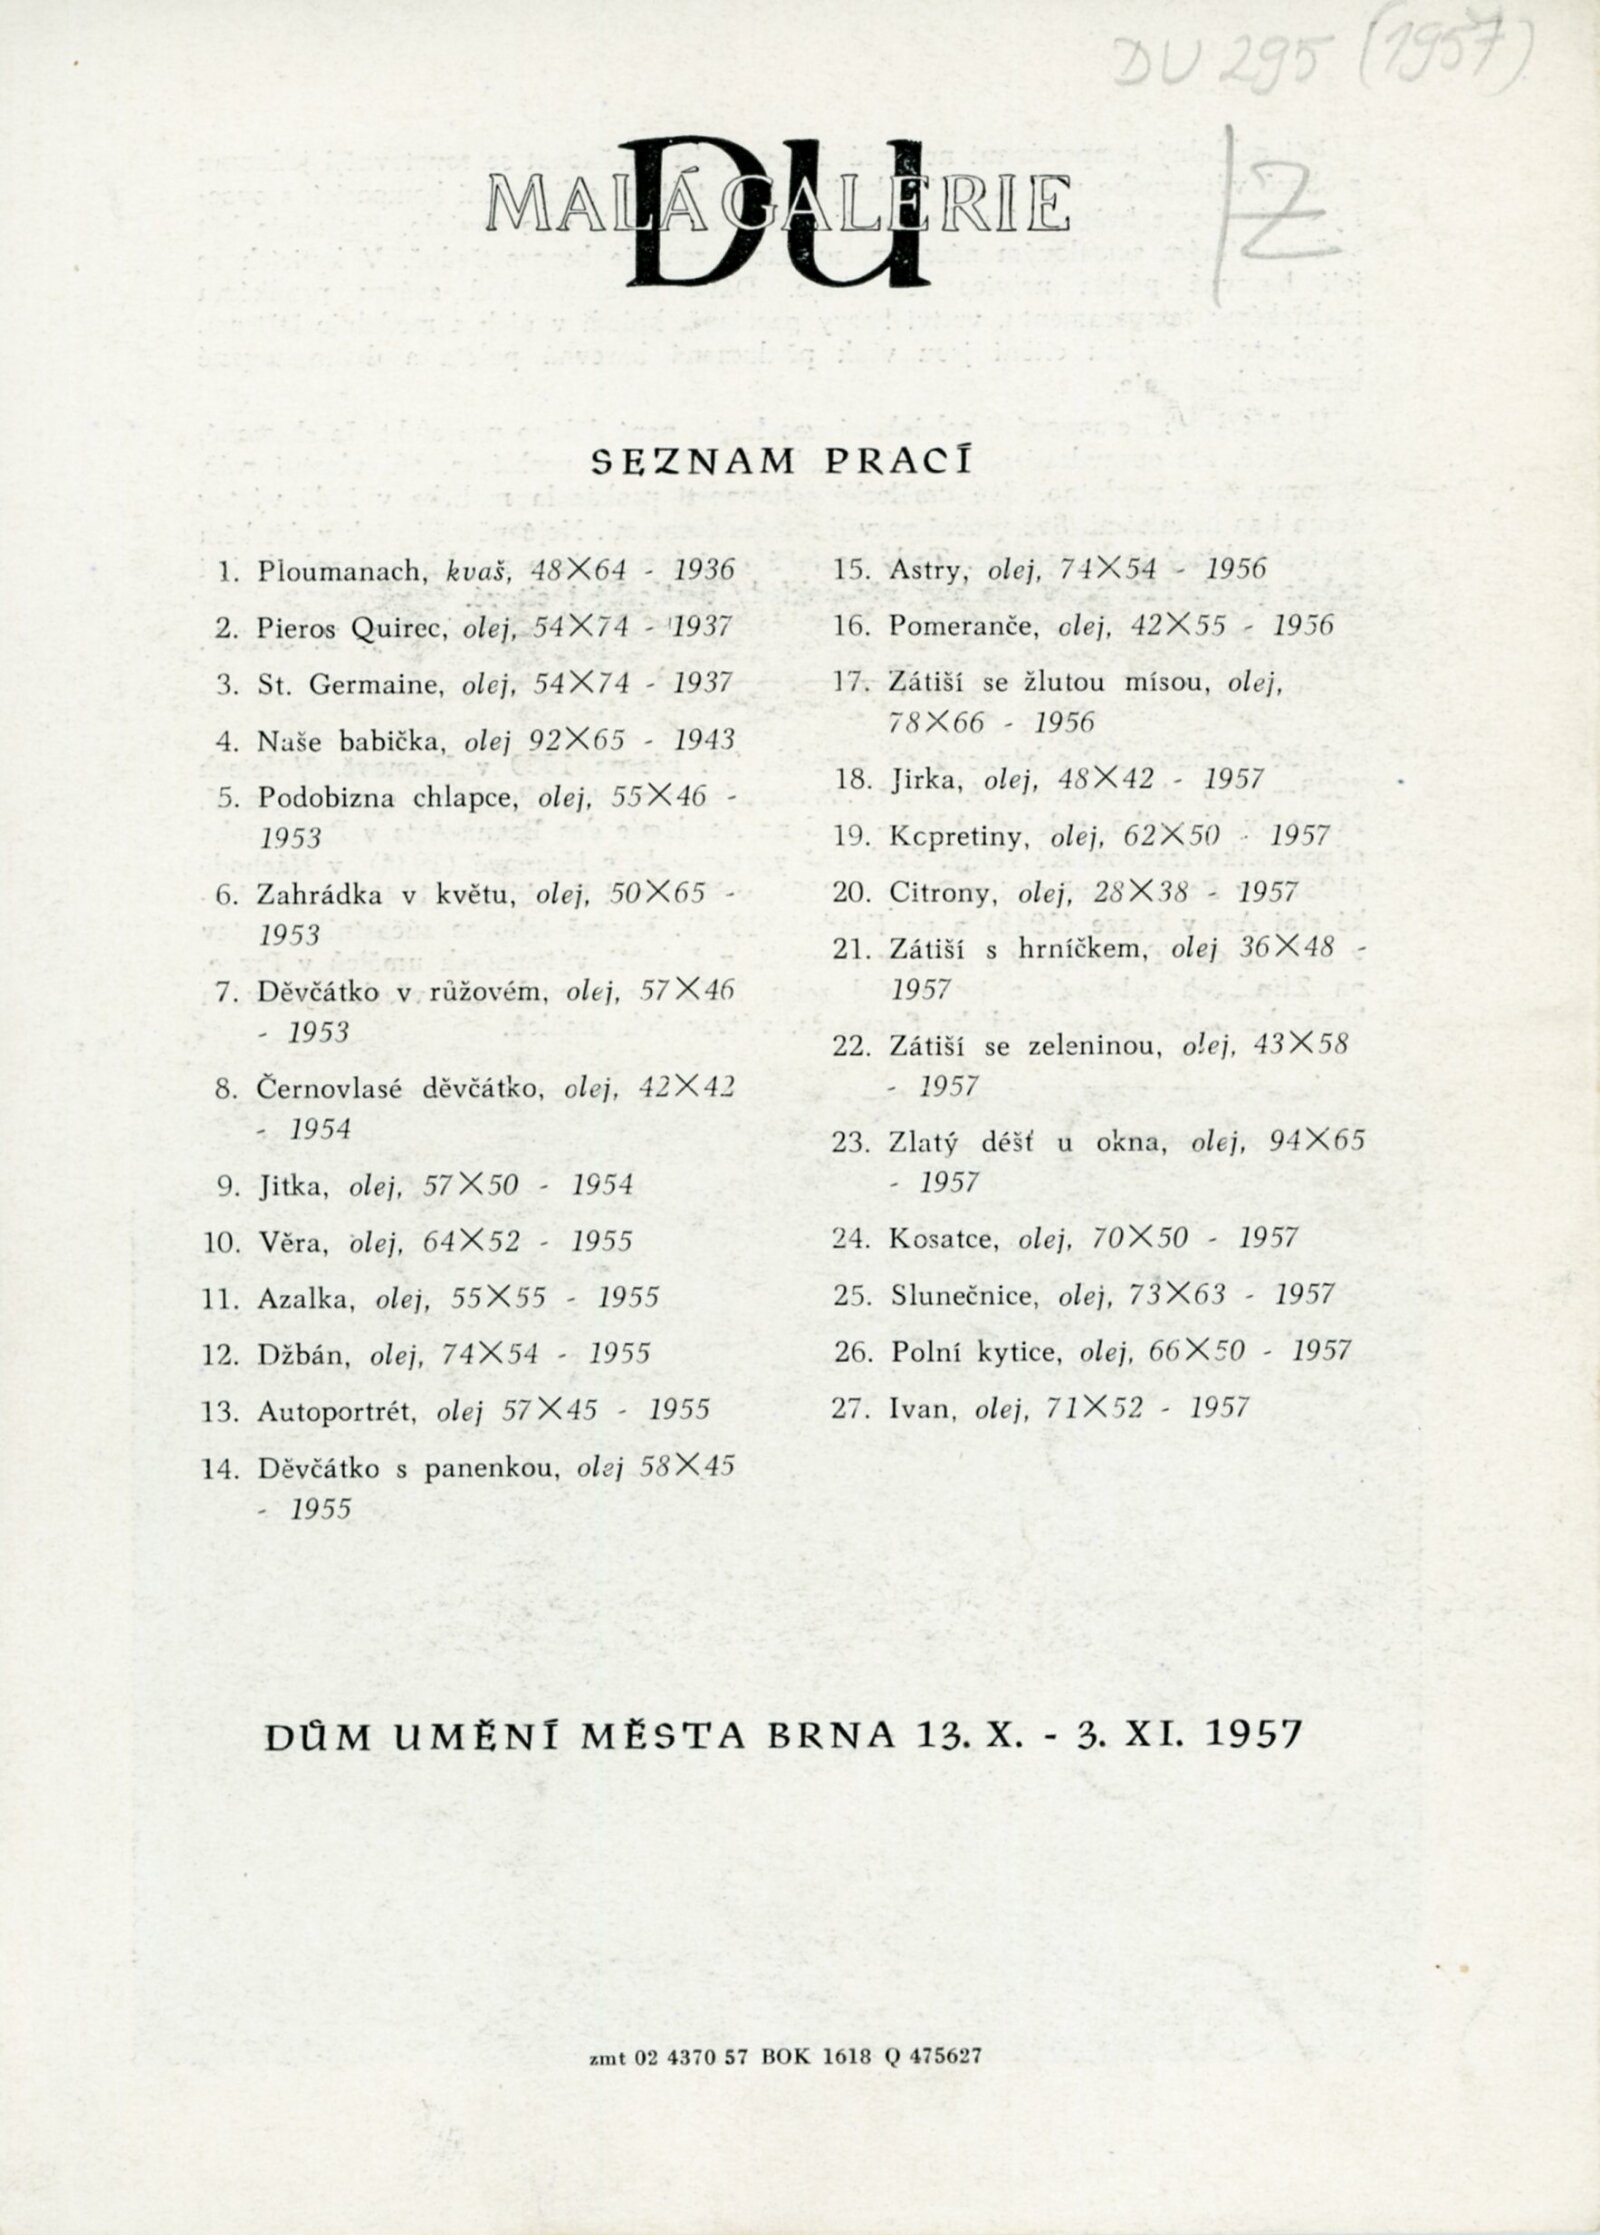 DU 295 (1957)
DU
MALÁ GALERIE
Z
SEZNAM PRACÍ
1. Ploumanach, kvaš, 48×64 - 1936
2. Pieros Quirec, olej, 54×74 - 1937
3. St. Germaine, olej, 54×74 - 1937
4. Naše babička, olej 92×65 - 1943
5. Podobizna chlapce, olej, 55×46 -
1953
6. Zahrádka v květu, olej, 50×65 -
1953
7. Děvčátko v růžovém, olej, 57×46
- 1953
8. Černovlasé děvčátko, olej, 42×42
- 1954
9. Jitka, olej, 57×50 - 1954
10. Věra, olej, 64×52 - 1955
11. Azalka, olej, 55×55 - 1955
12. Džbán, olej, 74×54 - 1955
13. Autoportrét, olej 57×45 - 1955
14. Děvčátko s panenkou, olej 58×45
- 1955
15. Astry, olej, 74×54 - 1956
16. Pomeranče, olej, 42×55 - 1956
17. Zátiší se žlutou mísou, olej,
78×66 - 1956
18. Jirka, olej, 48×42 - 1957
19. Kopretiny, olej, 62×50 - 1957
20. Citrony, olej, 28×38 - 1957
21. Zátiší s hrníčkem, olej 36×48 -
1957
22. Zátiší se zeleninou, olej, 43×58
- 1957
23. Zlatý déšť u okna, olej, 94×65
- 1957
24. Kosatce, olej, 70×50 - 1957
25. Slunečnice, olej, 73×63 - 1957
26. Polní kytice, olej, 66×50 - 1957
27. Ivan, olej, 71×52 - 1957
DŮM UMĚNÍ MĚSTA BRNA 13. X. - 3. XI. 1957
zmt 02 4370 57 BOK 1618 Q 475627